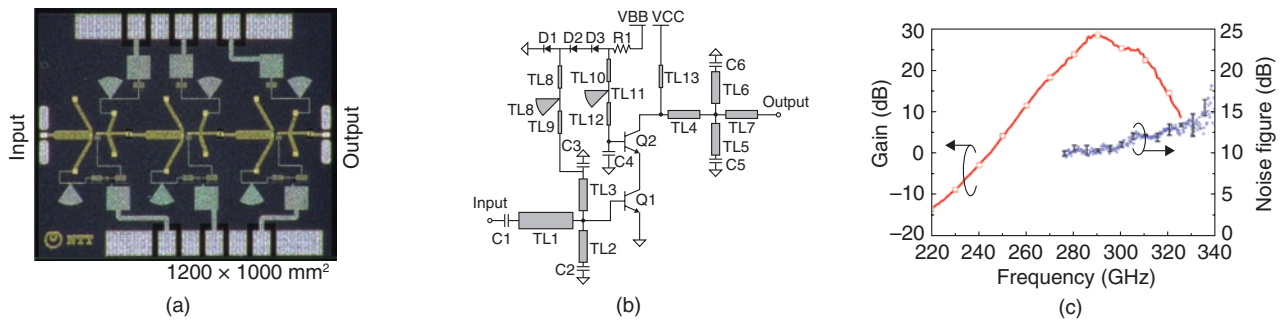 Input
Output
NTT
1200 × 1000 mm²
(a)
VBB VCC
D1 D2 D3 R1
TL8
TL10
TL11
TL8
TL9
TL12
TL13
C6
TL6
Output
TL4
TL7
TL5
C5
Q2
C3
C4
TL3
Q1
Input
C1
TL1
TL2
C2
(b)
Gain (dB)
30
20
10
0
−10
−20
25
20
15
10
5
0
Noise figure (dB)
220 240 260 280 300 320 340
Frequency (GHz)
(c)